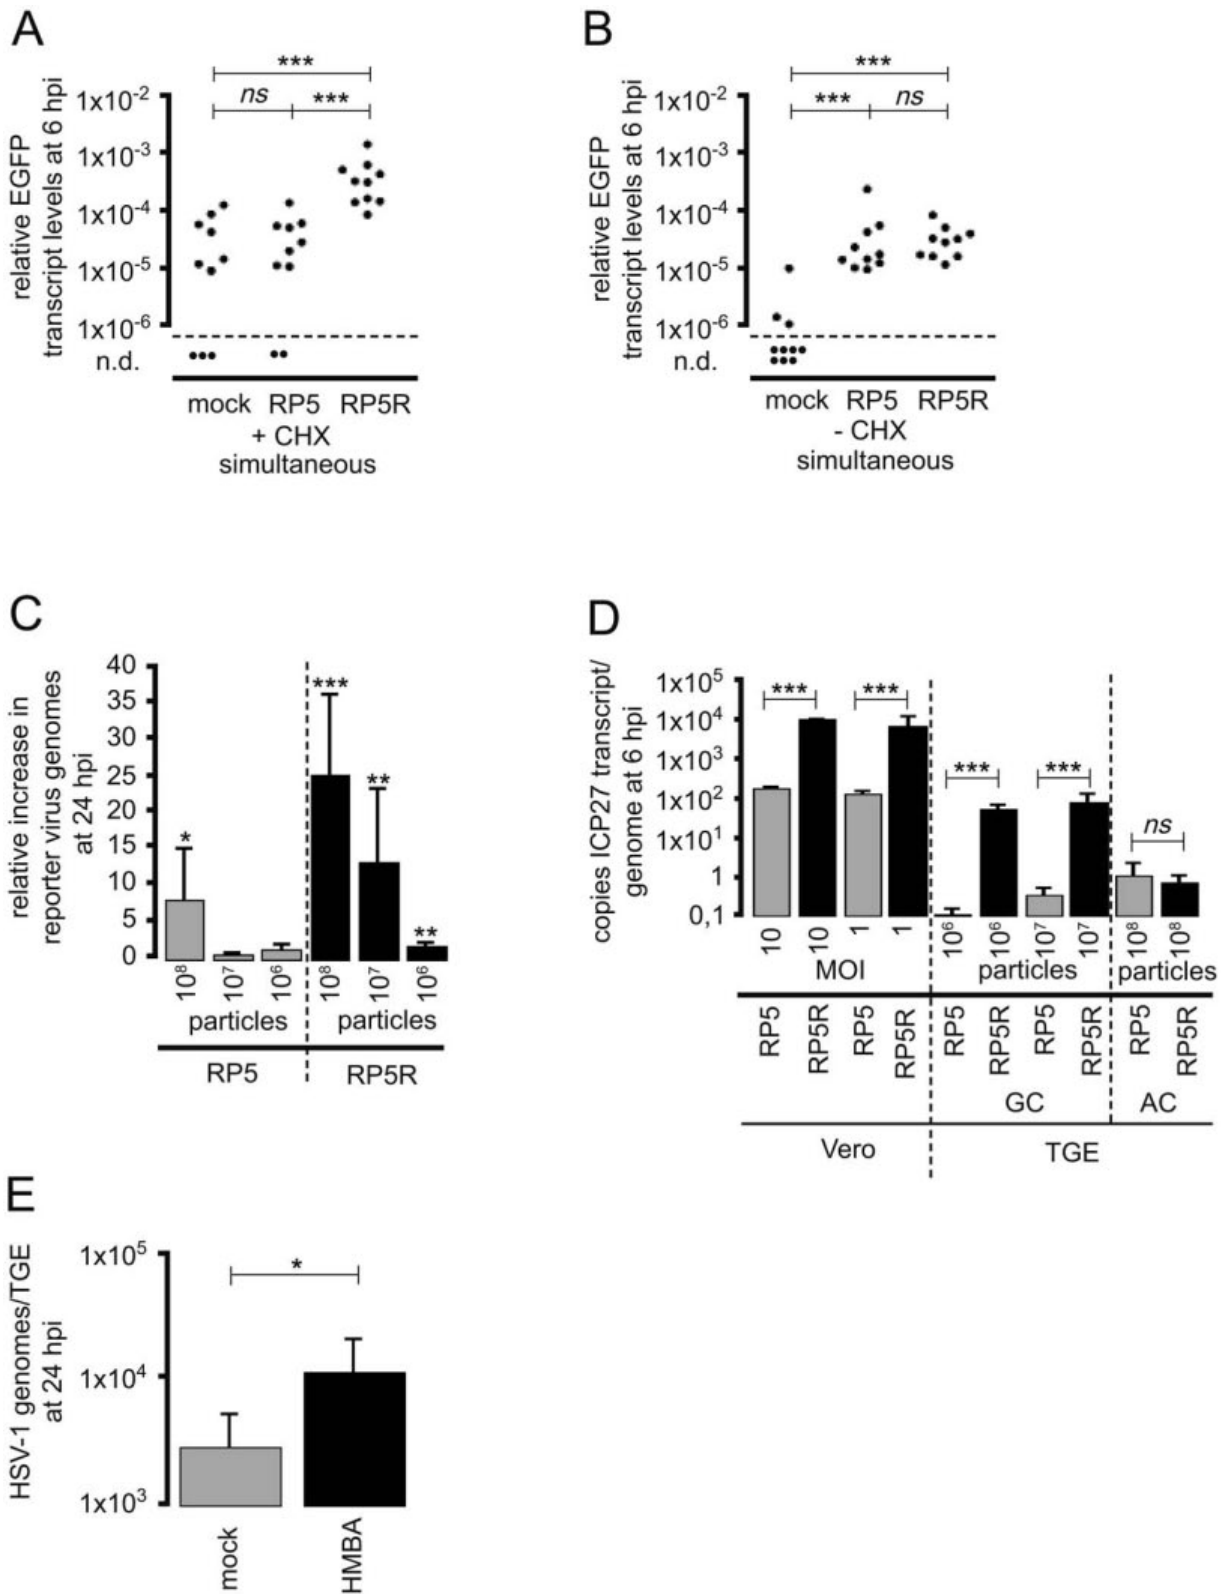 A
relative EGFP
transcript levels at 6 hpi
***
ns
***
1x10⁻²
1x10⁻³
1x10⁻⁴
1x10⁻⁵
1x10⁻⁶
n.d.
mock RP5 RP5R
+ CHX
simultaneous
B
relative EGFP
transcript levels at 6 hpi
***
***
ns
1x10⁻²
1x10⁻³
1x10⁻⁴
1x10⁻⁵
1x10⁻⁶
n.d.
mock RP5 RP5R
- CHX
simultaneous
C
relative increase in
reporter virus genomes
at 24 hpi
40
35
30
25
20
15
10
5
0
*
***
**
**
10⁸ 10⁷ 10⁶ 10⁸ 10⁷ 10⁶
particles particles
RP5 RP5R
D
copies ICP27 transcript/
genome at 6 hpi
1x10⁵
1x10⁴
1x10³
1x10²
1x10¹
1
0,1
*** ***
*** ***
ns
10 10 1 1 10⁶ 10⁶ 10⁷ 10⁷ 10⁸ 10⁸
MOI particles particles
RP5 RP5R RP5 RP5R RP5 RP5R RP5 RP5R RP5 RP5R
GC AC
Vero TGE
E
HSV-1 genomes/TGE
at 24 hpi
1x10⁵
1x10⁴
1x10³
*
mock HMBA